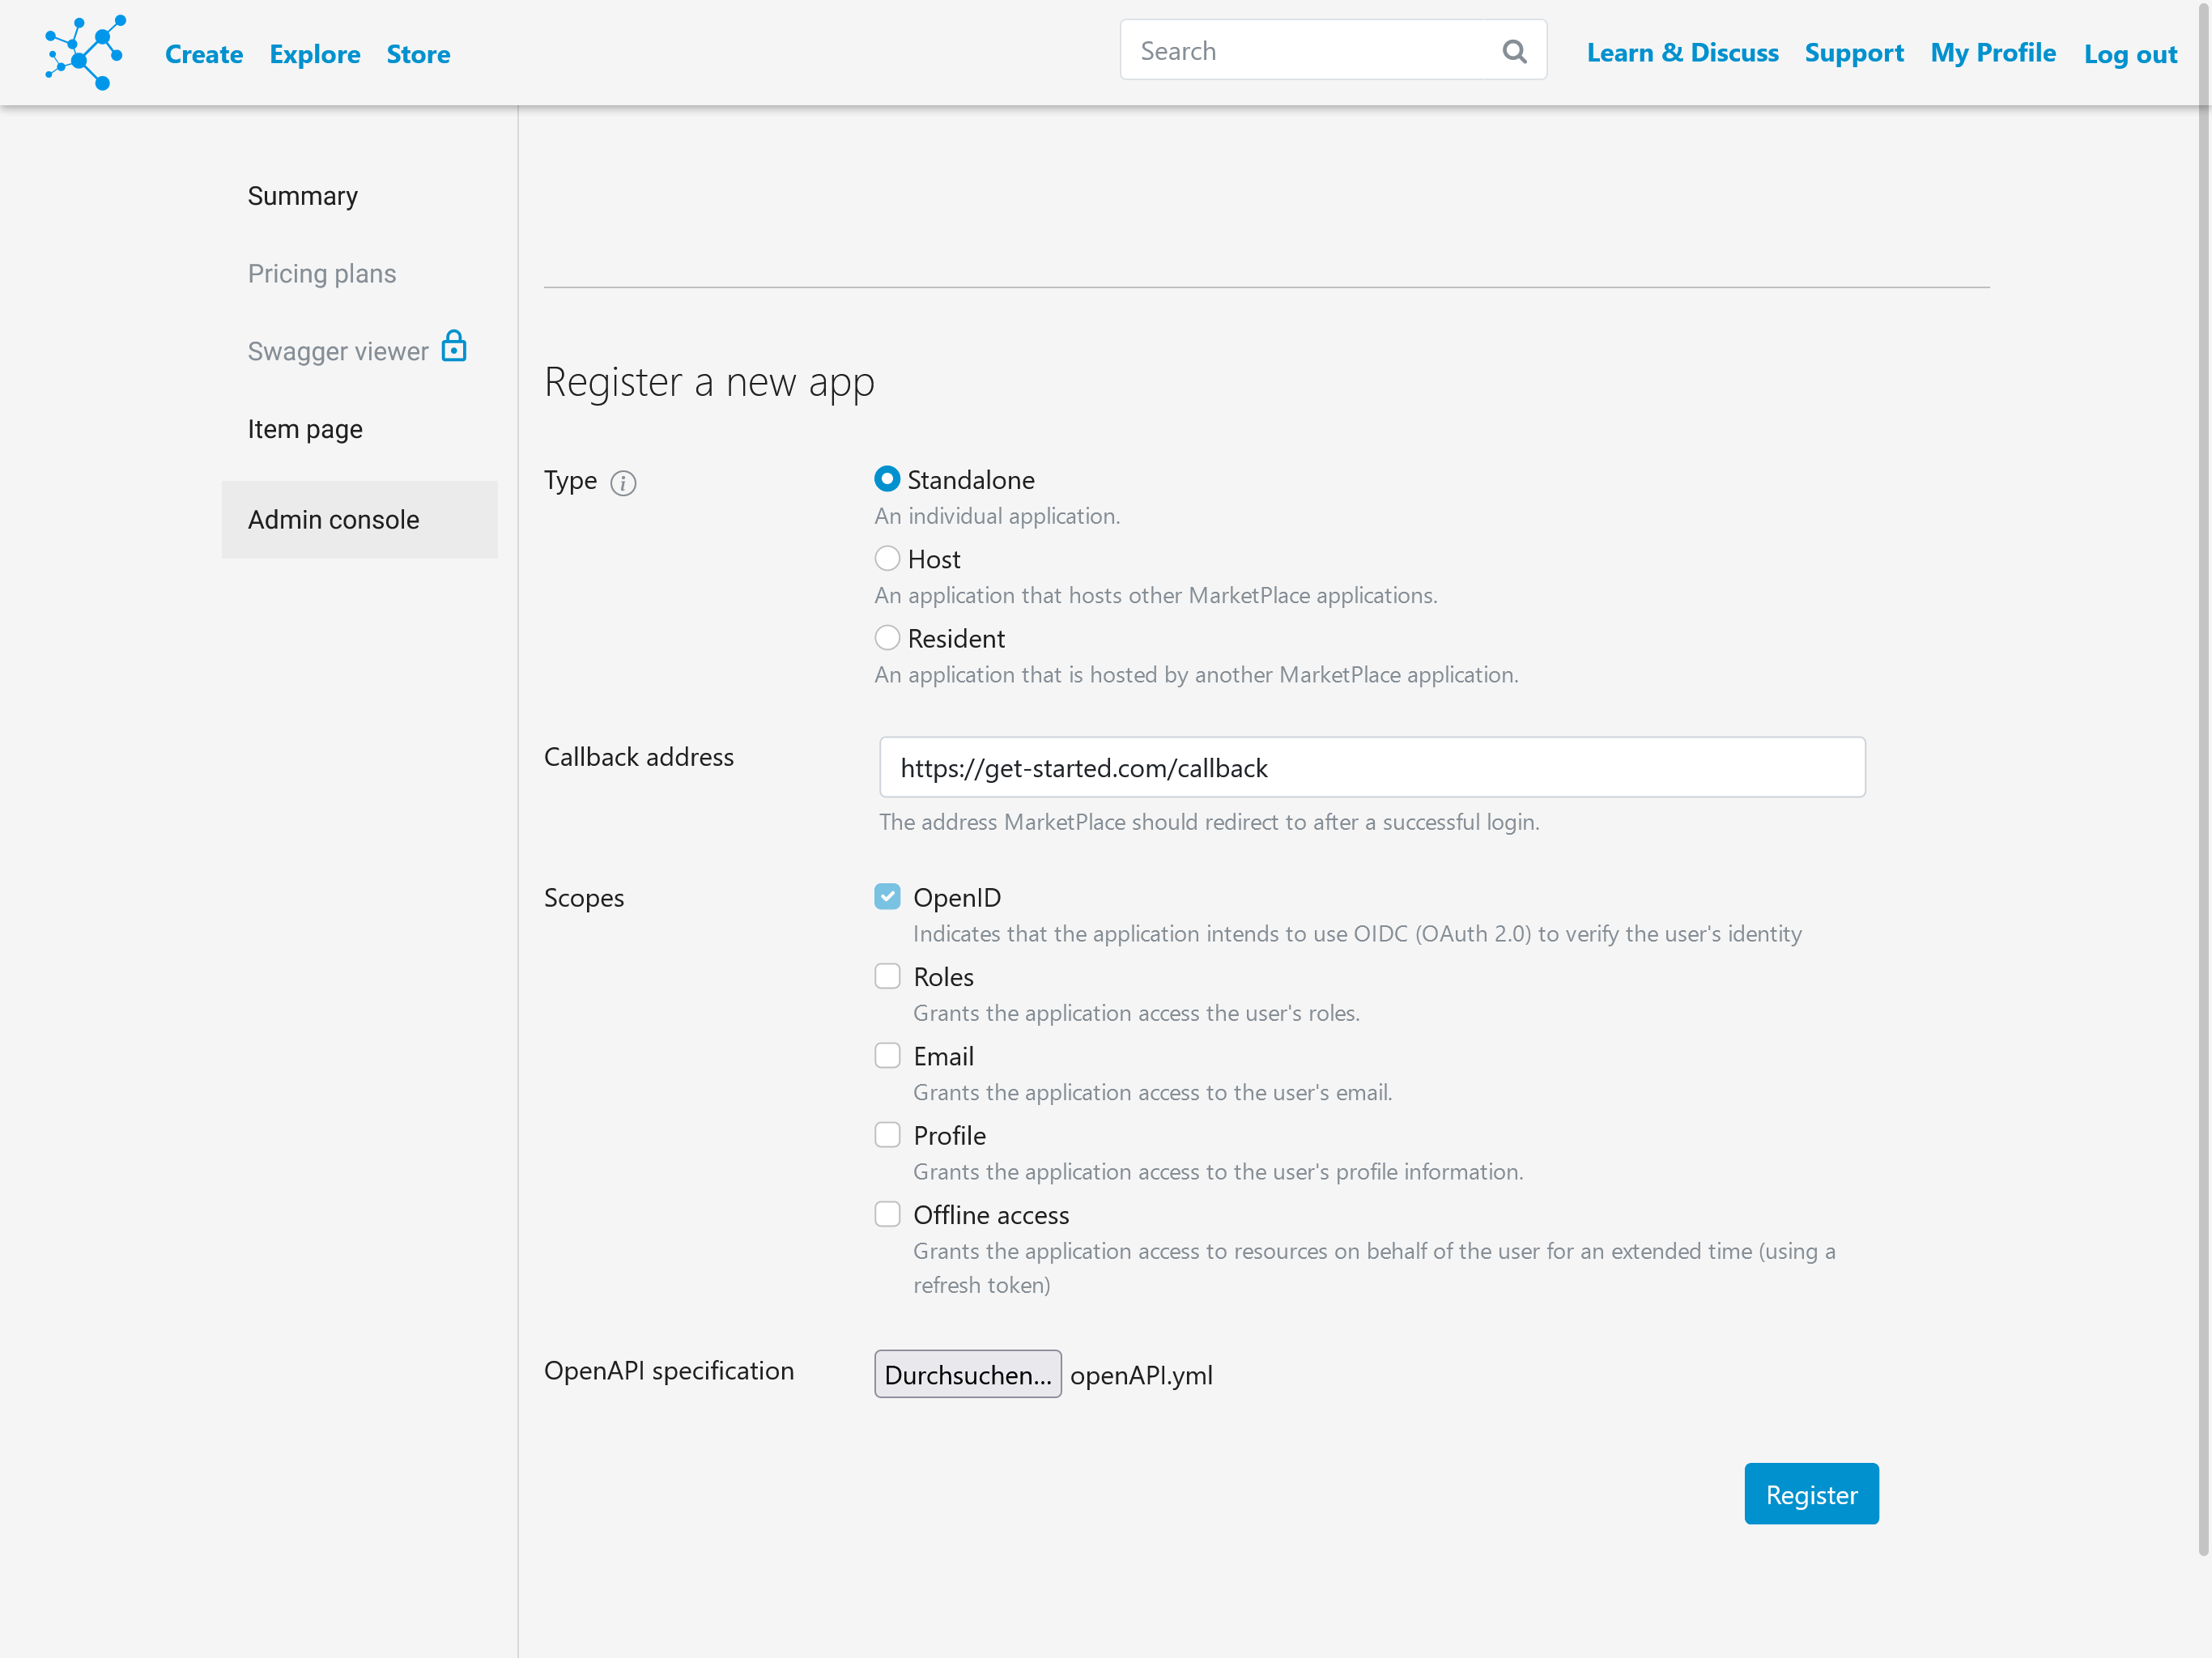 Create Explore Store
Search
Learn & Discuss Support My Profile Log out
Summary
Pricing plans
Swagger viewer
Item page
Admin console
Register a new app
Type i
Standalone
An individual application.
Host
An application that hosts other MarketPlace applications.
Resident
An application that is hosted by another MarketPlace application.
Callback address
https://get-started.com/callback
The address MarketPlace should redirect to after a successful login.
Scopes
OpenID
Indicates that the application intends to use OIDC (OAuth 2.0) to verify the user's identity
Roles
Grants the application access the user's roles.
Email
Grants the application access to the user's email.
Profile
Grants the application access to the user's profile information.
Offline access
Grants the application access to resources on behalf of the user for an extended time (using a
refresh token)
OpenAPI specification
Durchsuchen... openAPI.yml
Register